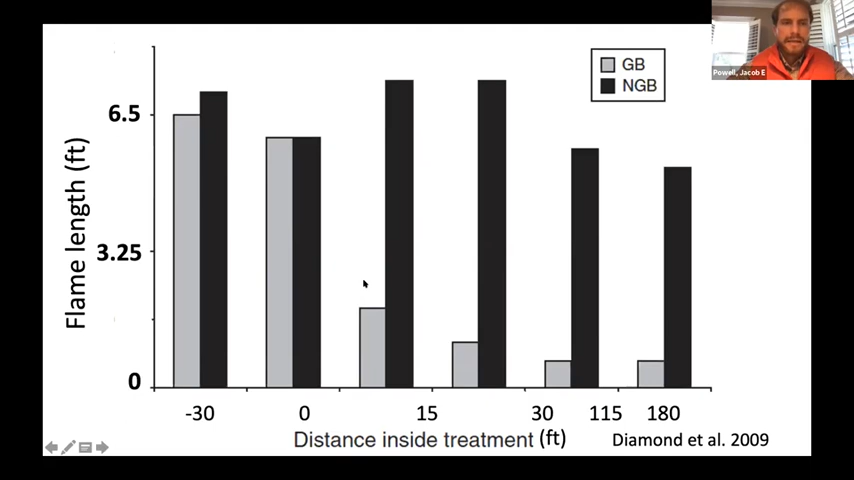 Powell, Jacob E
GB
NGB
Flame length (ft)
6.5
3.25
0
-30 0 15 30 115 180
Distance inside treatment (ft)
Diamond et al. 2009